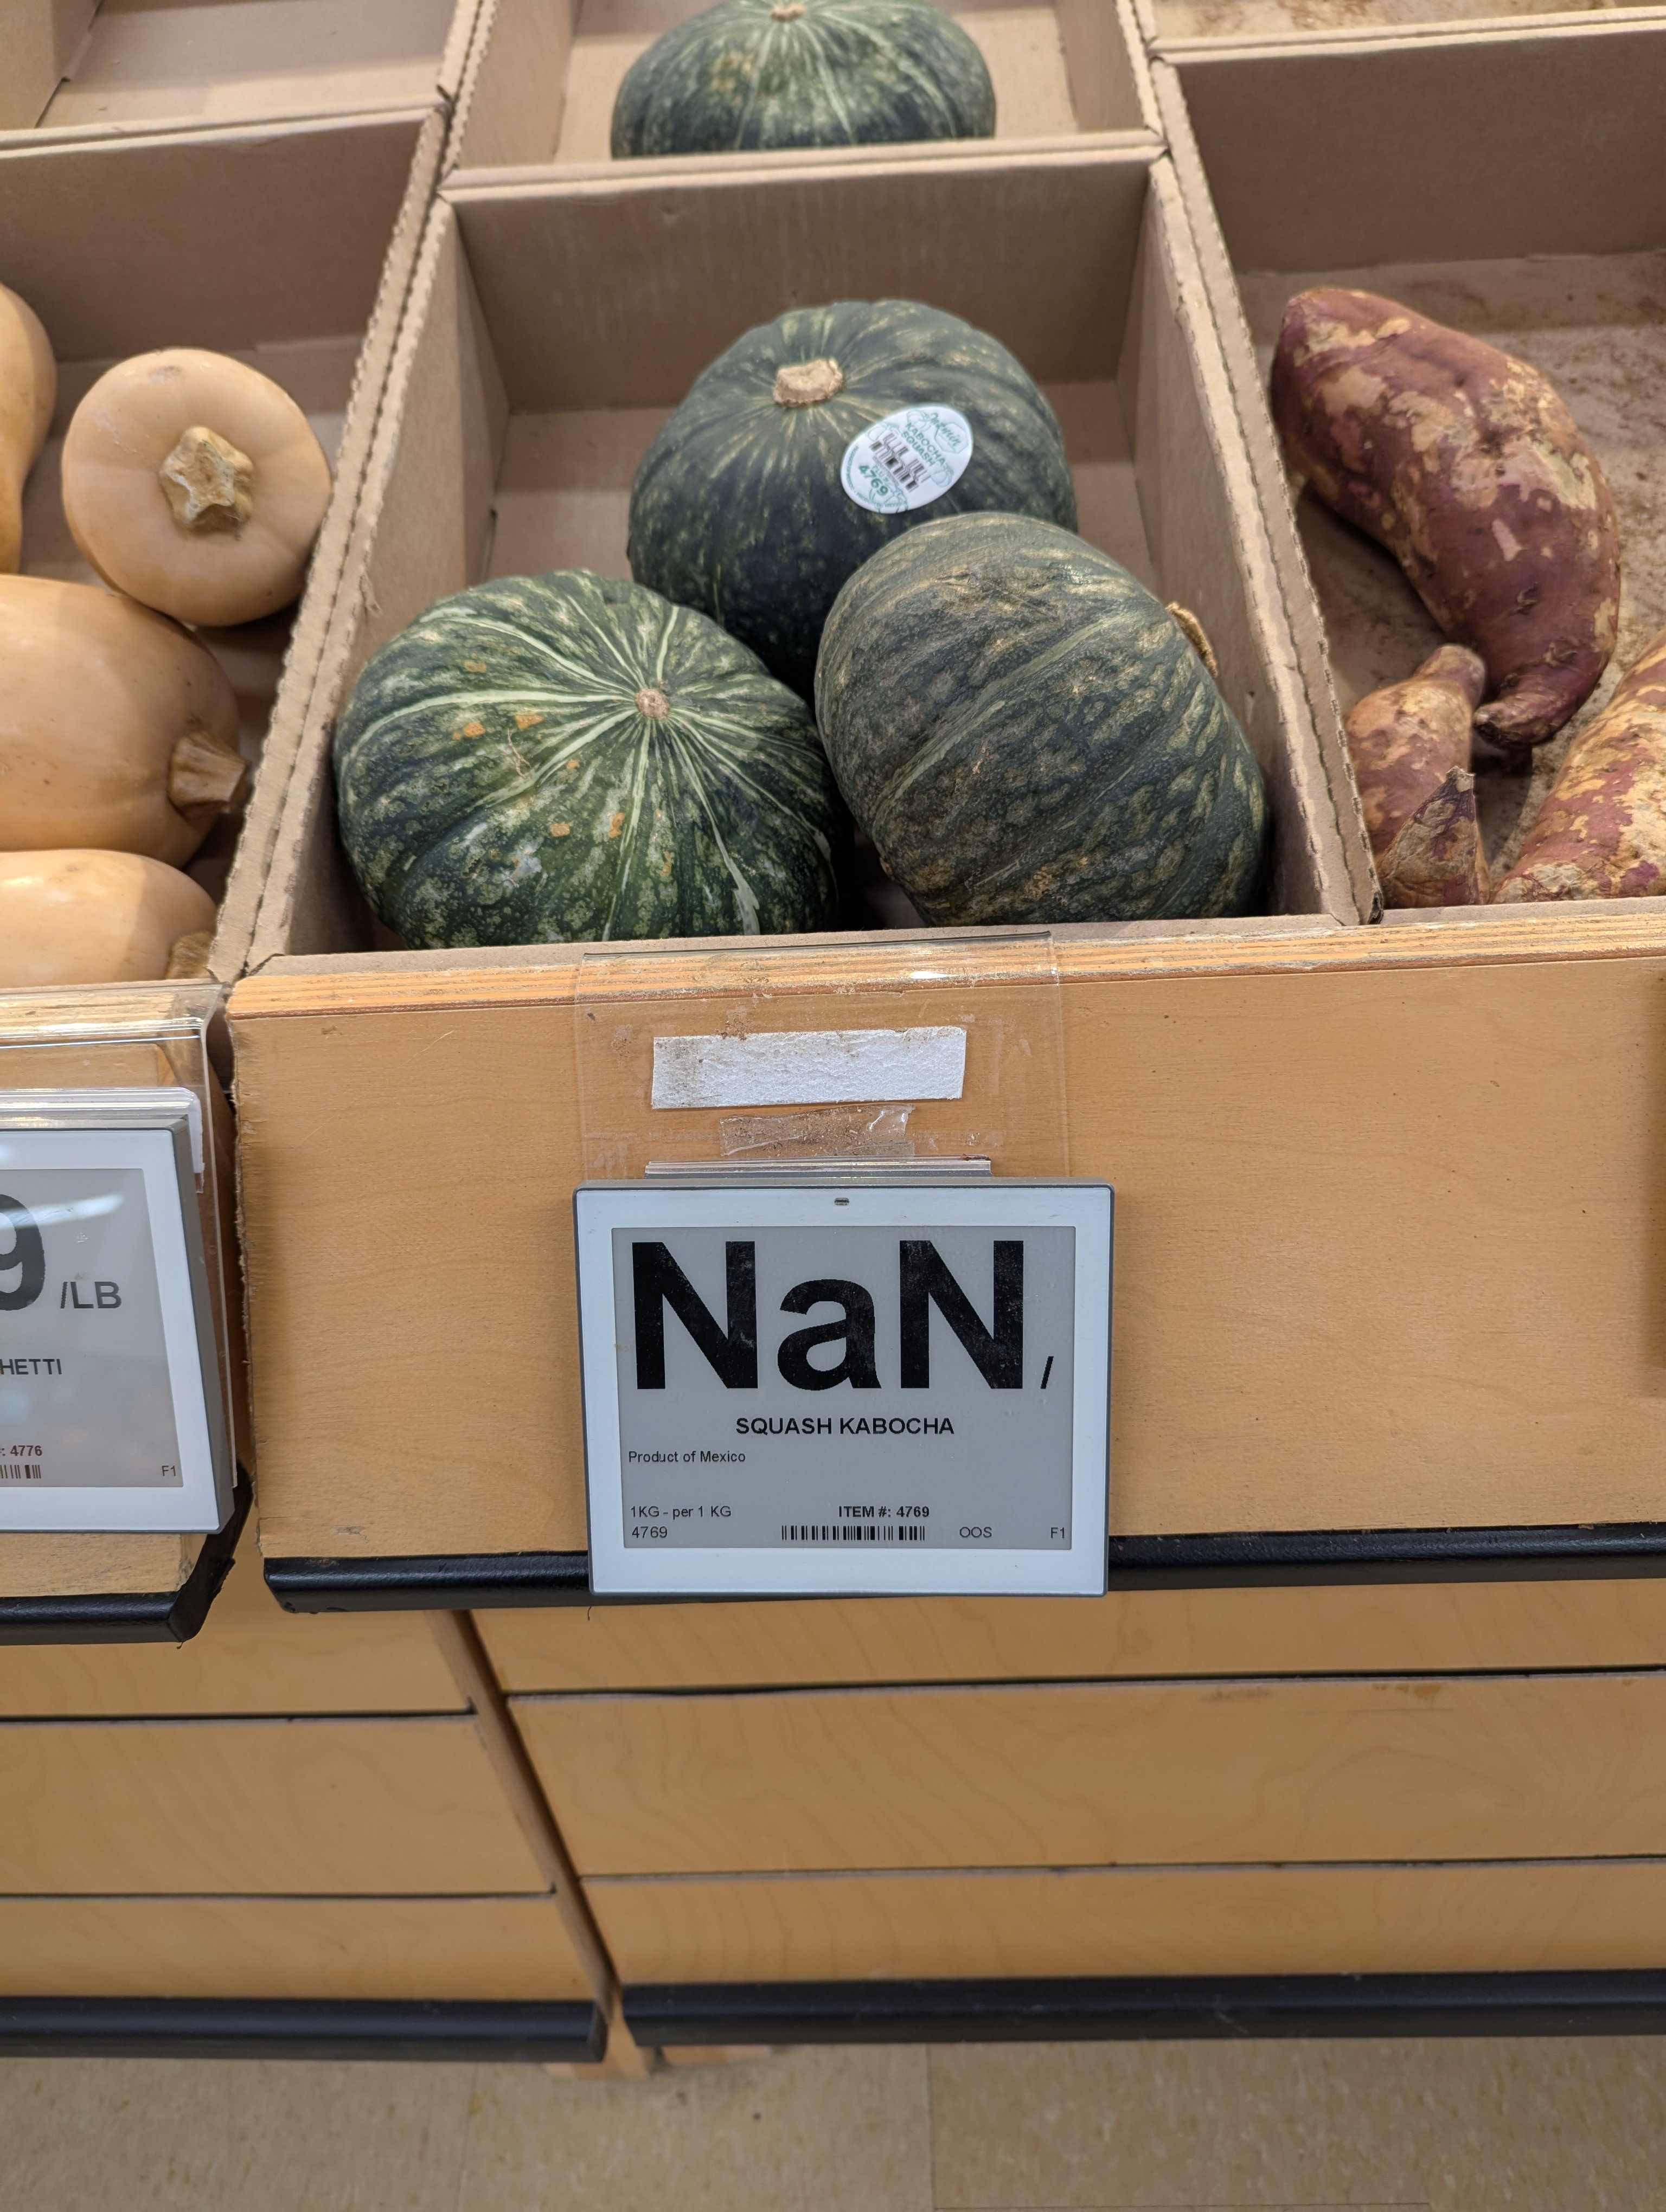 KABOCHA
SQUASH
4769
9 /LB
HETTI
: 4776
F1
NaN/
SQUASH KABOCHA
Product of Mexico
1KG - per 1 KG
ITEM #: 4769
4769
OOS
F1